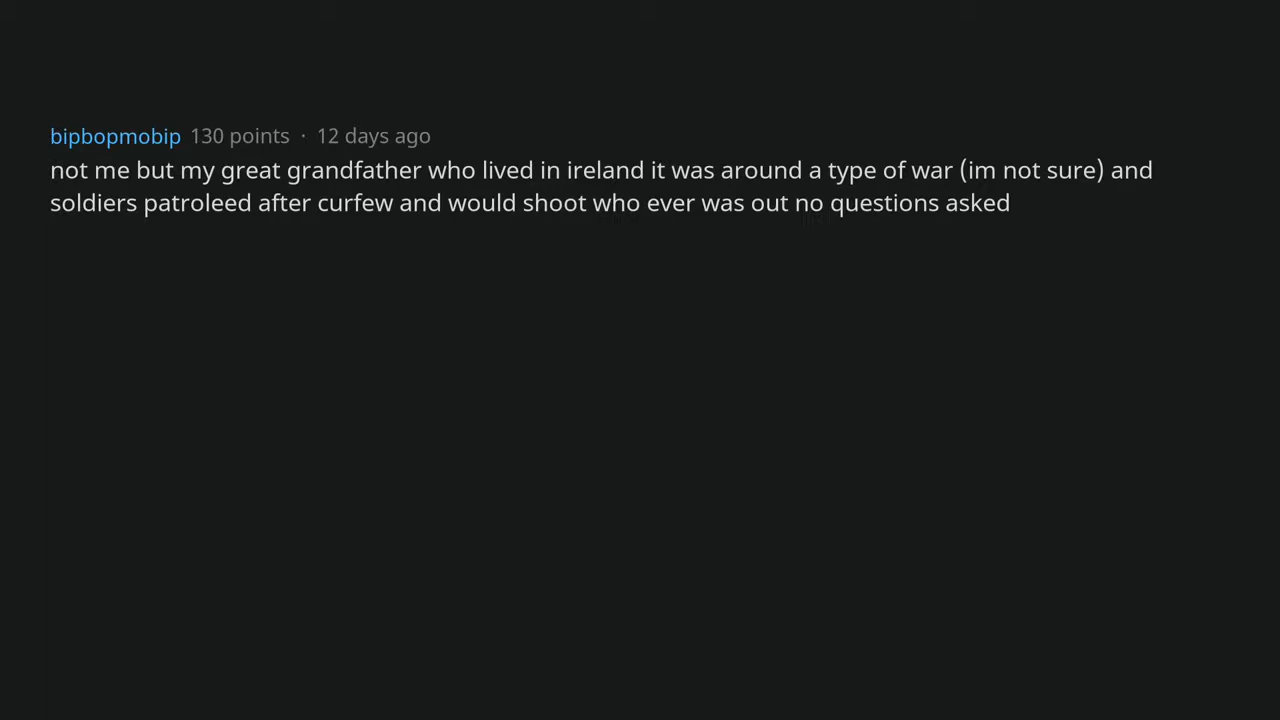 bipbopmobip 130 points · 12 days ago
not me but my great grandfather who lived in ireland it was around a type of war (im not sure) and
soldiers patroleed after curfew and would shoot who ever was out no questions asked